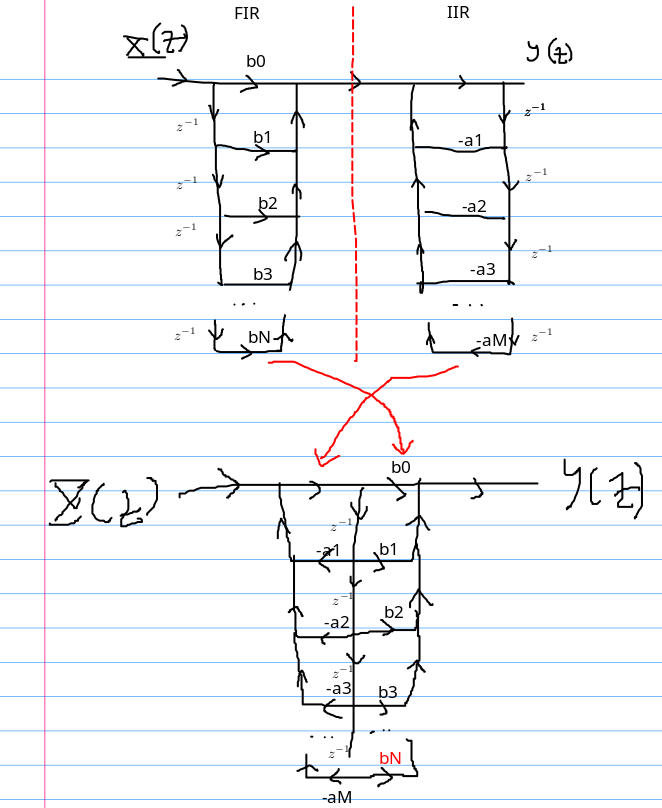 FIR IIR
X(z) y(z)
b0
z⁻¹ b1 -a1 z⁻¹
z⁻¹ b2 -a2 z⁻¹
z⁻¹ b3 -a3 z⁻¹
... ...
z⁻¹ bN -aM z⁻¹
b0
X(z) y(z)
z⁻¹
-a1 b1
z⁻¹
-a2 b2
z⁻¹
-a3 b3
... ...
z⁻¹ bN
-aM